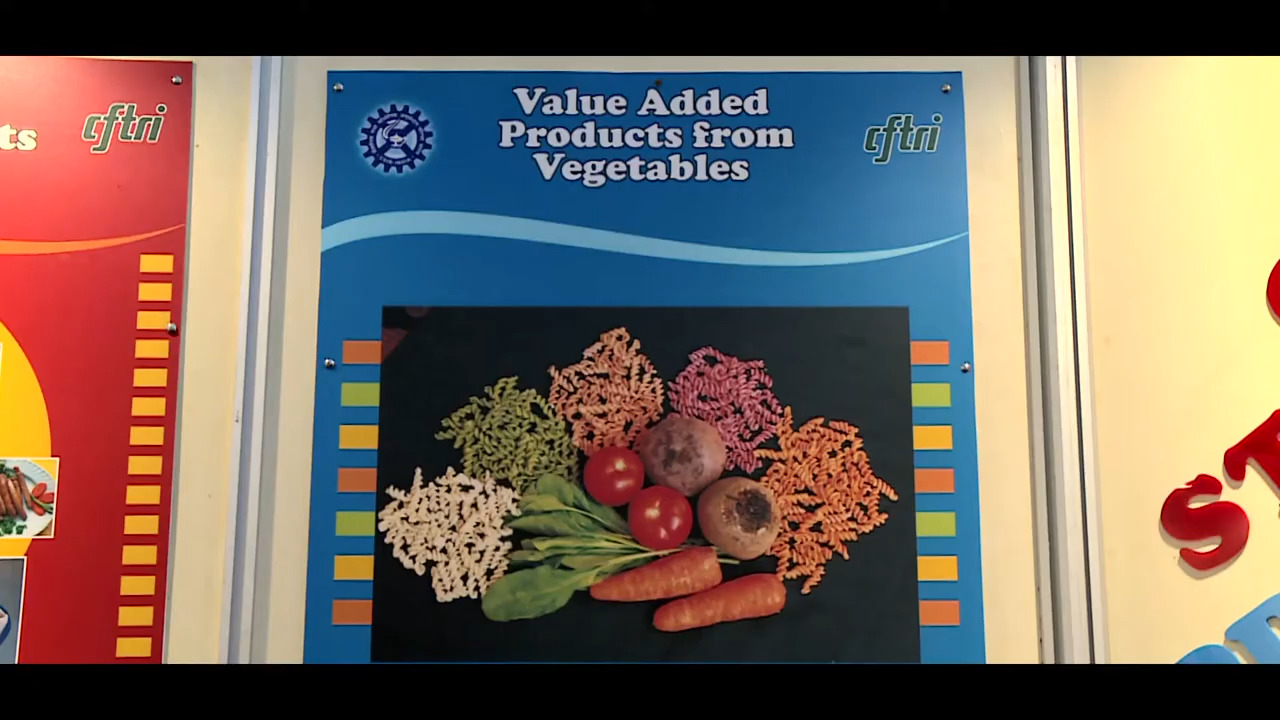 ts
cftri
Value Added
Products from
Vegetables
cftri